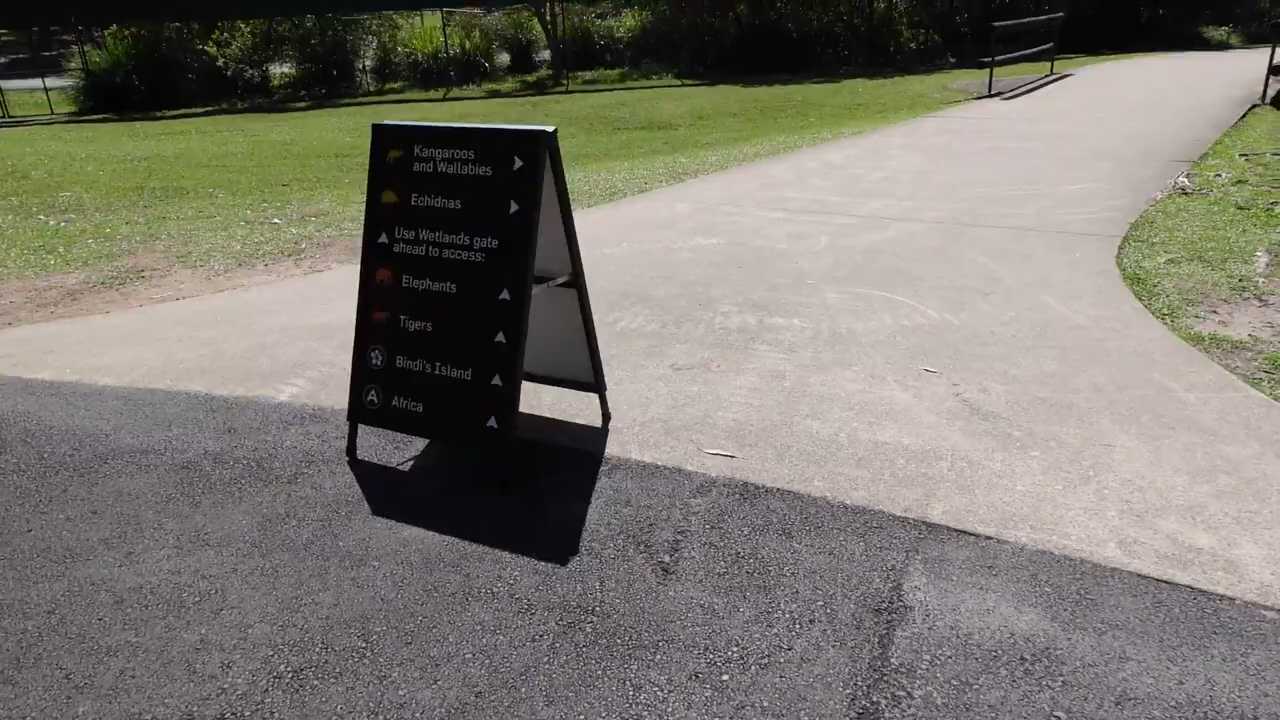 Kangaroos
and Wallabies
Echidnas
Use Wetlands gate
ahead to access:
Elephants
Tigers
Bindi's Island
A Africa